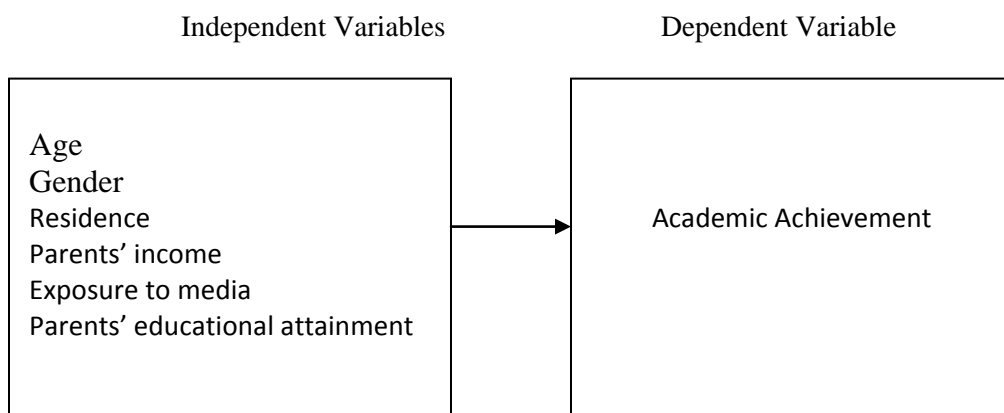 Independent Variables Dependent Variable
Age
Gender
Residence
Parents’ income
Exposure to media
Parents’ educational attainment
Academic Achievement